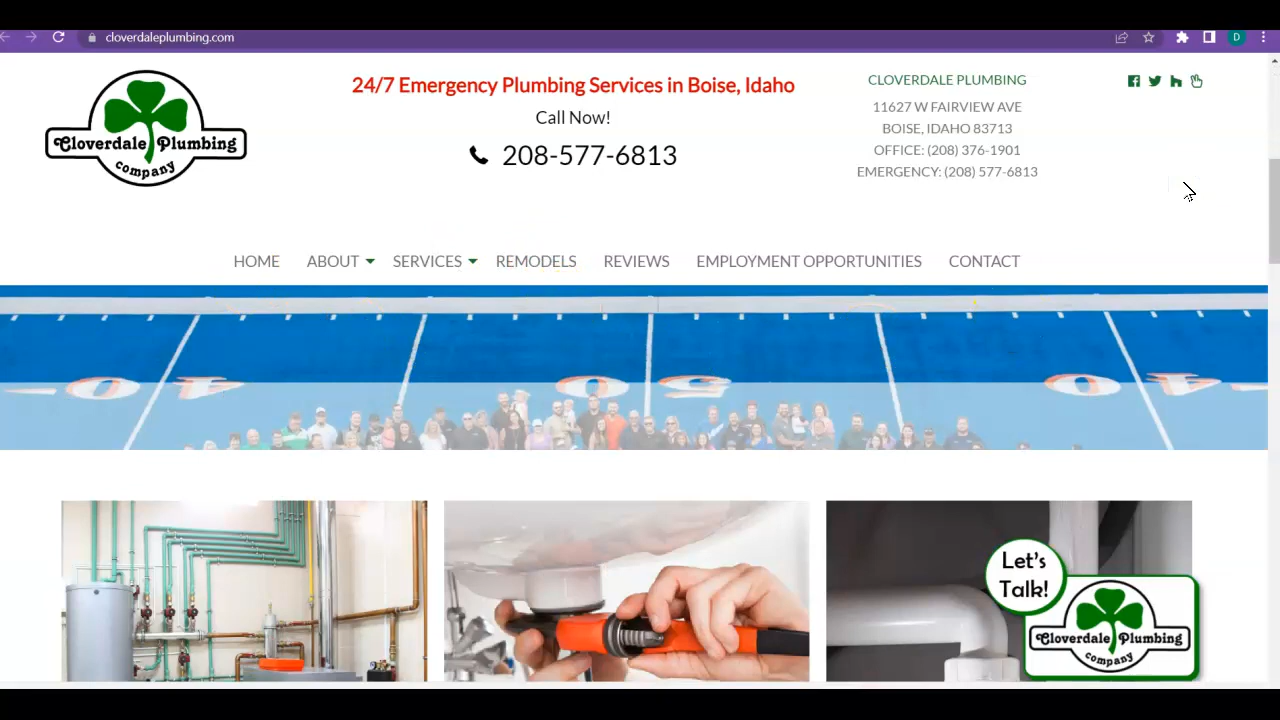 cloverdaleplumbing.com
D
Cloverdale Plumbing
company
24/7 Emergency Plumbing Services in Boise, Idaho
Call Now!
208-577-6813
CLOVERDALE PLUMBING
11627 W FAIRVIEW AVE
BOISE, IDAHO 83713
OFFICE: (208) 376-1901
EMERGENCY: (208) 577-6813
HOME ABOUT SERVICES REMODELS REVIEWS EMPLOYMENT OPPORTUNITIES CONTACT
Let's
Talk!
Cloverdale Plumbing
company